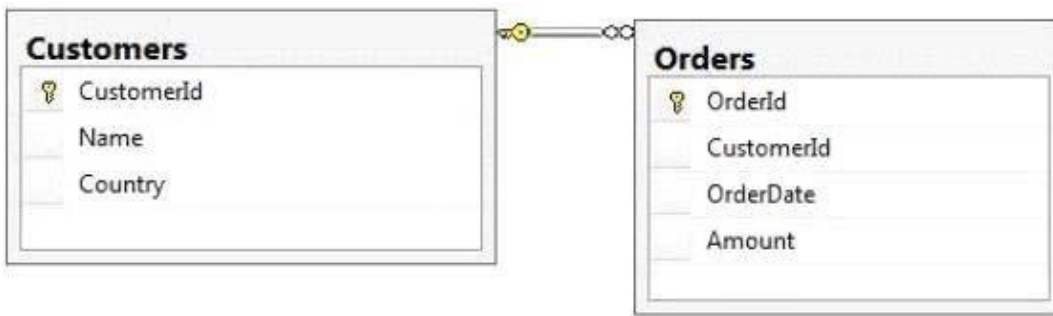 Customers
CustomerId
Name
Country
Orders
OrderId
CustomerId
OrderDate
Amount